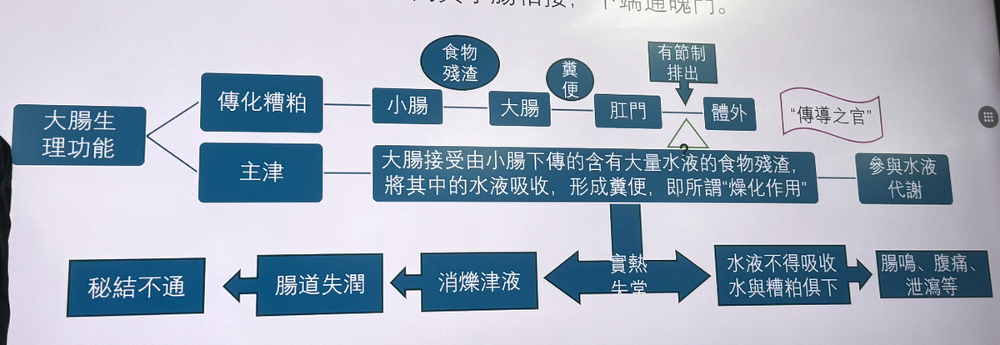 下端通魄門。
食物
殘渣
糞
便
有節制
排出
傳化糟粕
小腸
大腸
肛門
體外
“傳導之官”
大腸生
理功能
?
主津
大腸接受由小腸下傳的含有大量水液的食物殘渣,
將其中的水液吸收,形成糞便,即所謂“燥化作用”
參與水液
代謝
實熱
失常
秘結不通
腸道失潤
消爍津液
水液不得吸收
水與糟粕俱下
腸鳴、腹痛、
泄瀉等